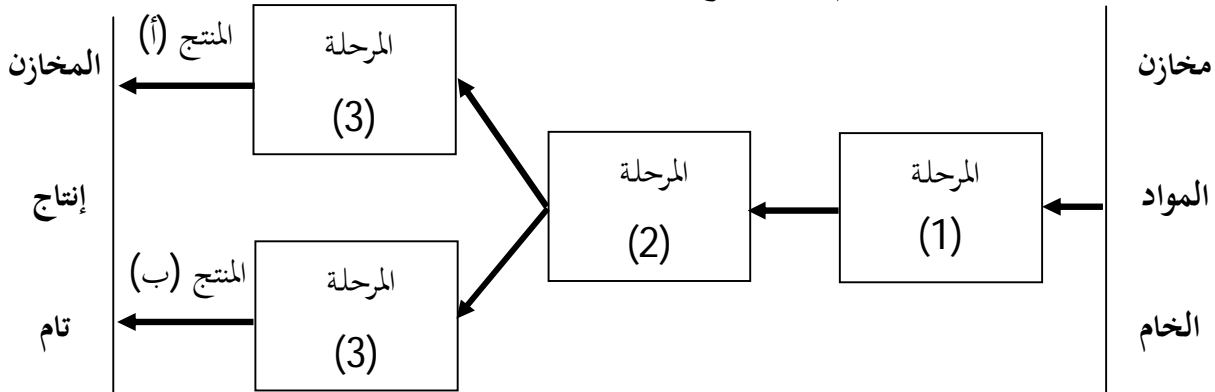 مخازن
المواد
الخام
المرحلة
(1)
المرحلة
(2)
المرحلة
(3)
المنتج (أ)
المرحلة
(3)
المنتج (ب)
المخازن
إنتاج
تام